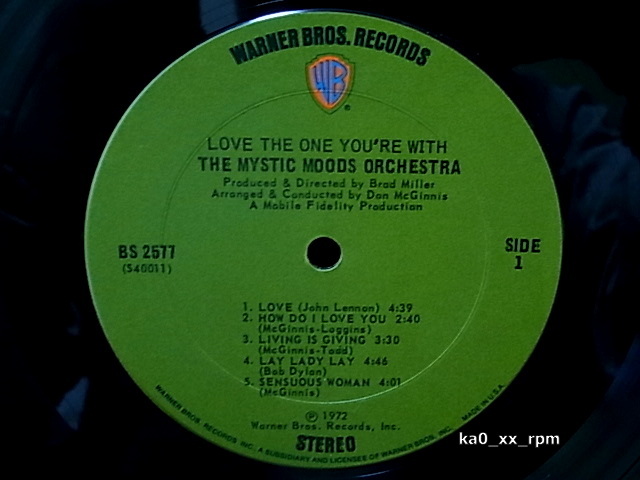 WARNER BROS. RECORDS
WB
®
LOVE THE ONE YOU'RE WITH
THE MYSTIC MOODS ORCHESTRA
Produced & Directed by Brad Miller
Arranged & Conducted by Don McGinnis
A Mobile Fidelity Production
BS 2577
(S40011)
SIDE
1
1. LOVE (John Lennon) 4:39
2. HOW DO I LOVE YOU 2:40
(McGinnis-Loggins)
3. LIVING IS GIVING 3:30
(McGinnis-Todd)
4. LAY LADY LAY 4:46
(Bob Dylan)
5. SENSUOUS WOMAN 4:01
(McGinnis)
℗ 1972
Warner Bros. Records, Inc.
STEREO
WARNER BROS. RECORDS INC. A SUBSIDIARY AND LICENSEE OF WARNER BROS. INC. MADE IN U.S.A.
ka0_xx_rpm